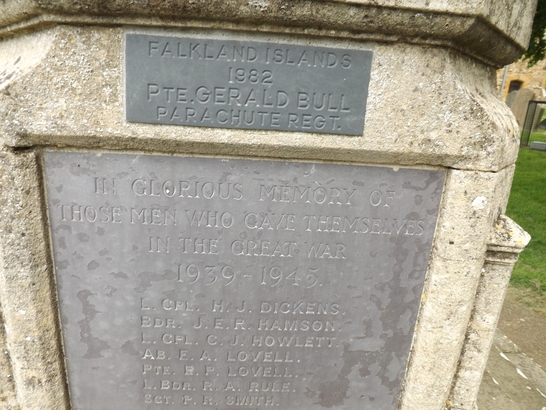 FALKLAND ISLANDS
1982
PTE. GERALD BULL
PARACHUTE REGT.
IN GLORIOUS MEMORY OF
THOSE MEN WHO GAVE THEMSELVES
IN THE GREAT WAR
1939-1945.
L. CPL. H. J. DICKENS.
BDR. J. E. R. HAMSON.
L. CPL. C. J. HOWLETT.
AB. E. A. LOVELL.
PTE. E. P. LOVELL.
L. BDR. R. A. RULE.
SGT. P. R. SMITH.